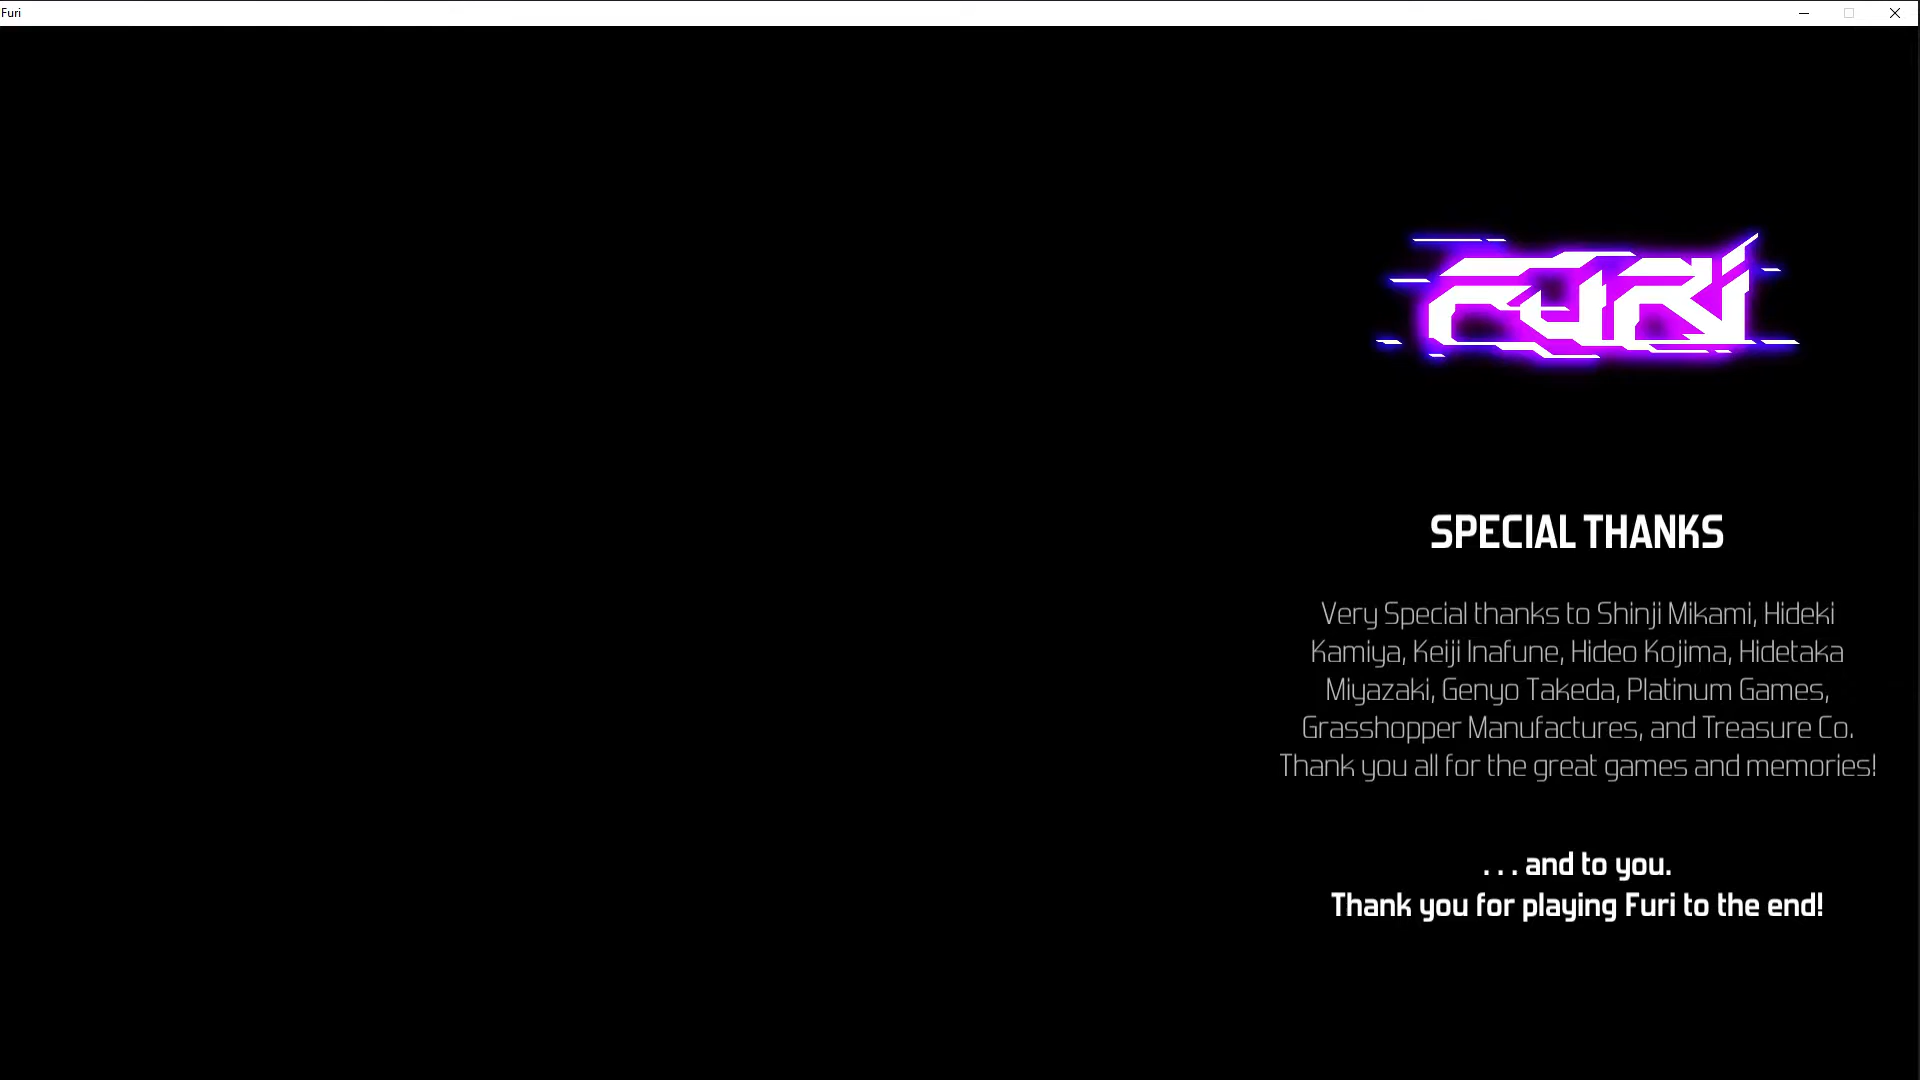 Furi
FURI
SPECIAL THANKS
Very Special thanks to Shinji Mikami, Hideki
Kamiya, Keiji Inafune, Hideo Kojima, Hidetaka
Miyazaki, Genyo Takeda, Platinum Games,
Grasshopper Manufactures, and Treasure Co.
Thank you all for the great games and memories!
. . . and to you.
Thank you for playing Furi to the end!